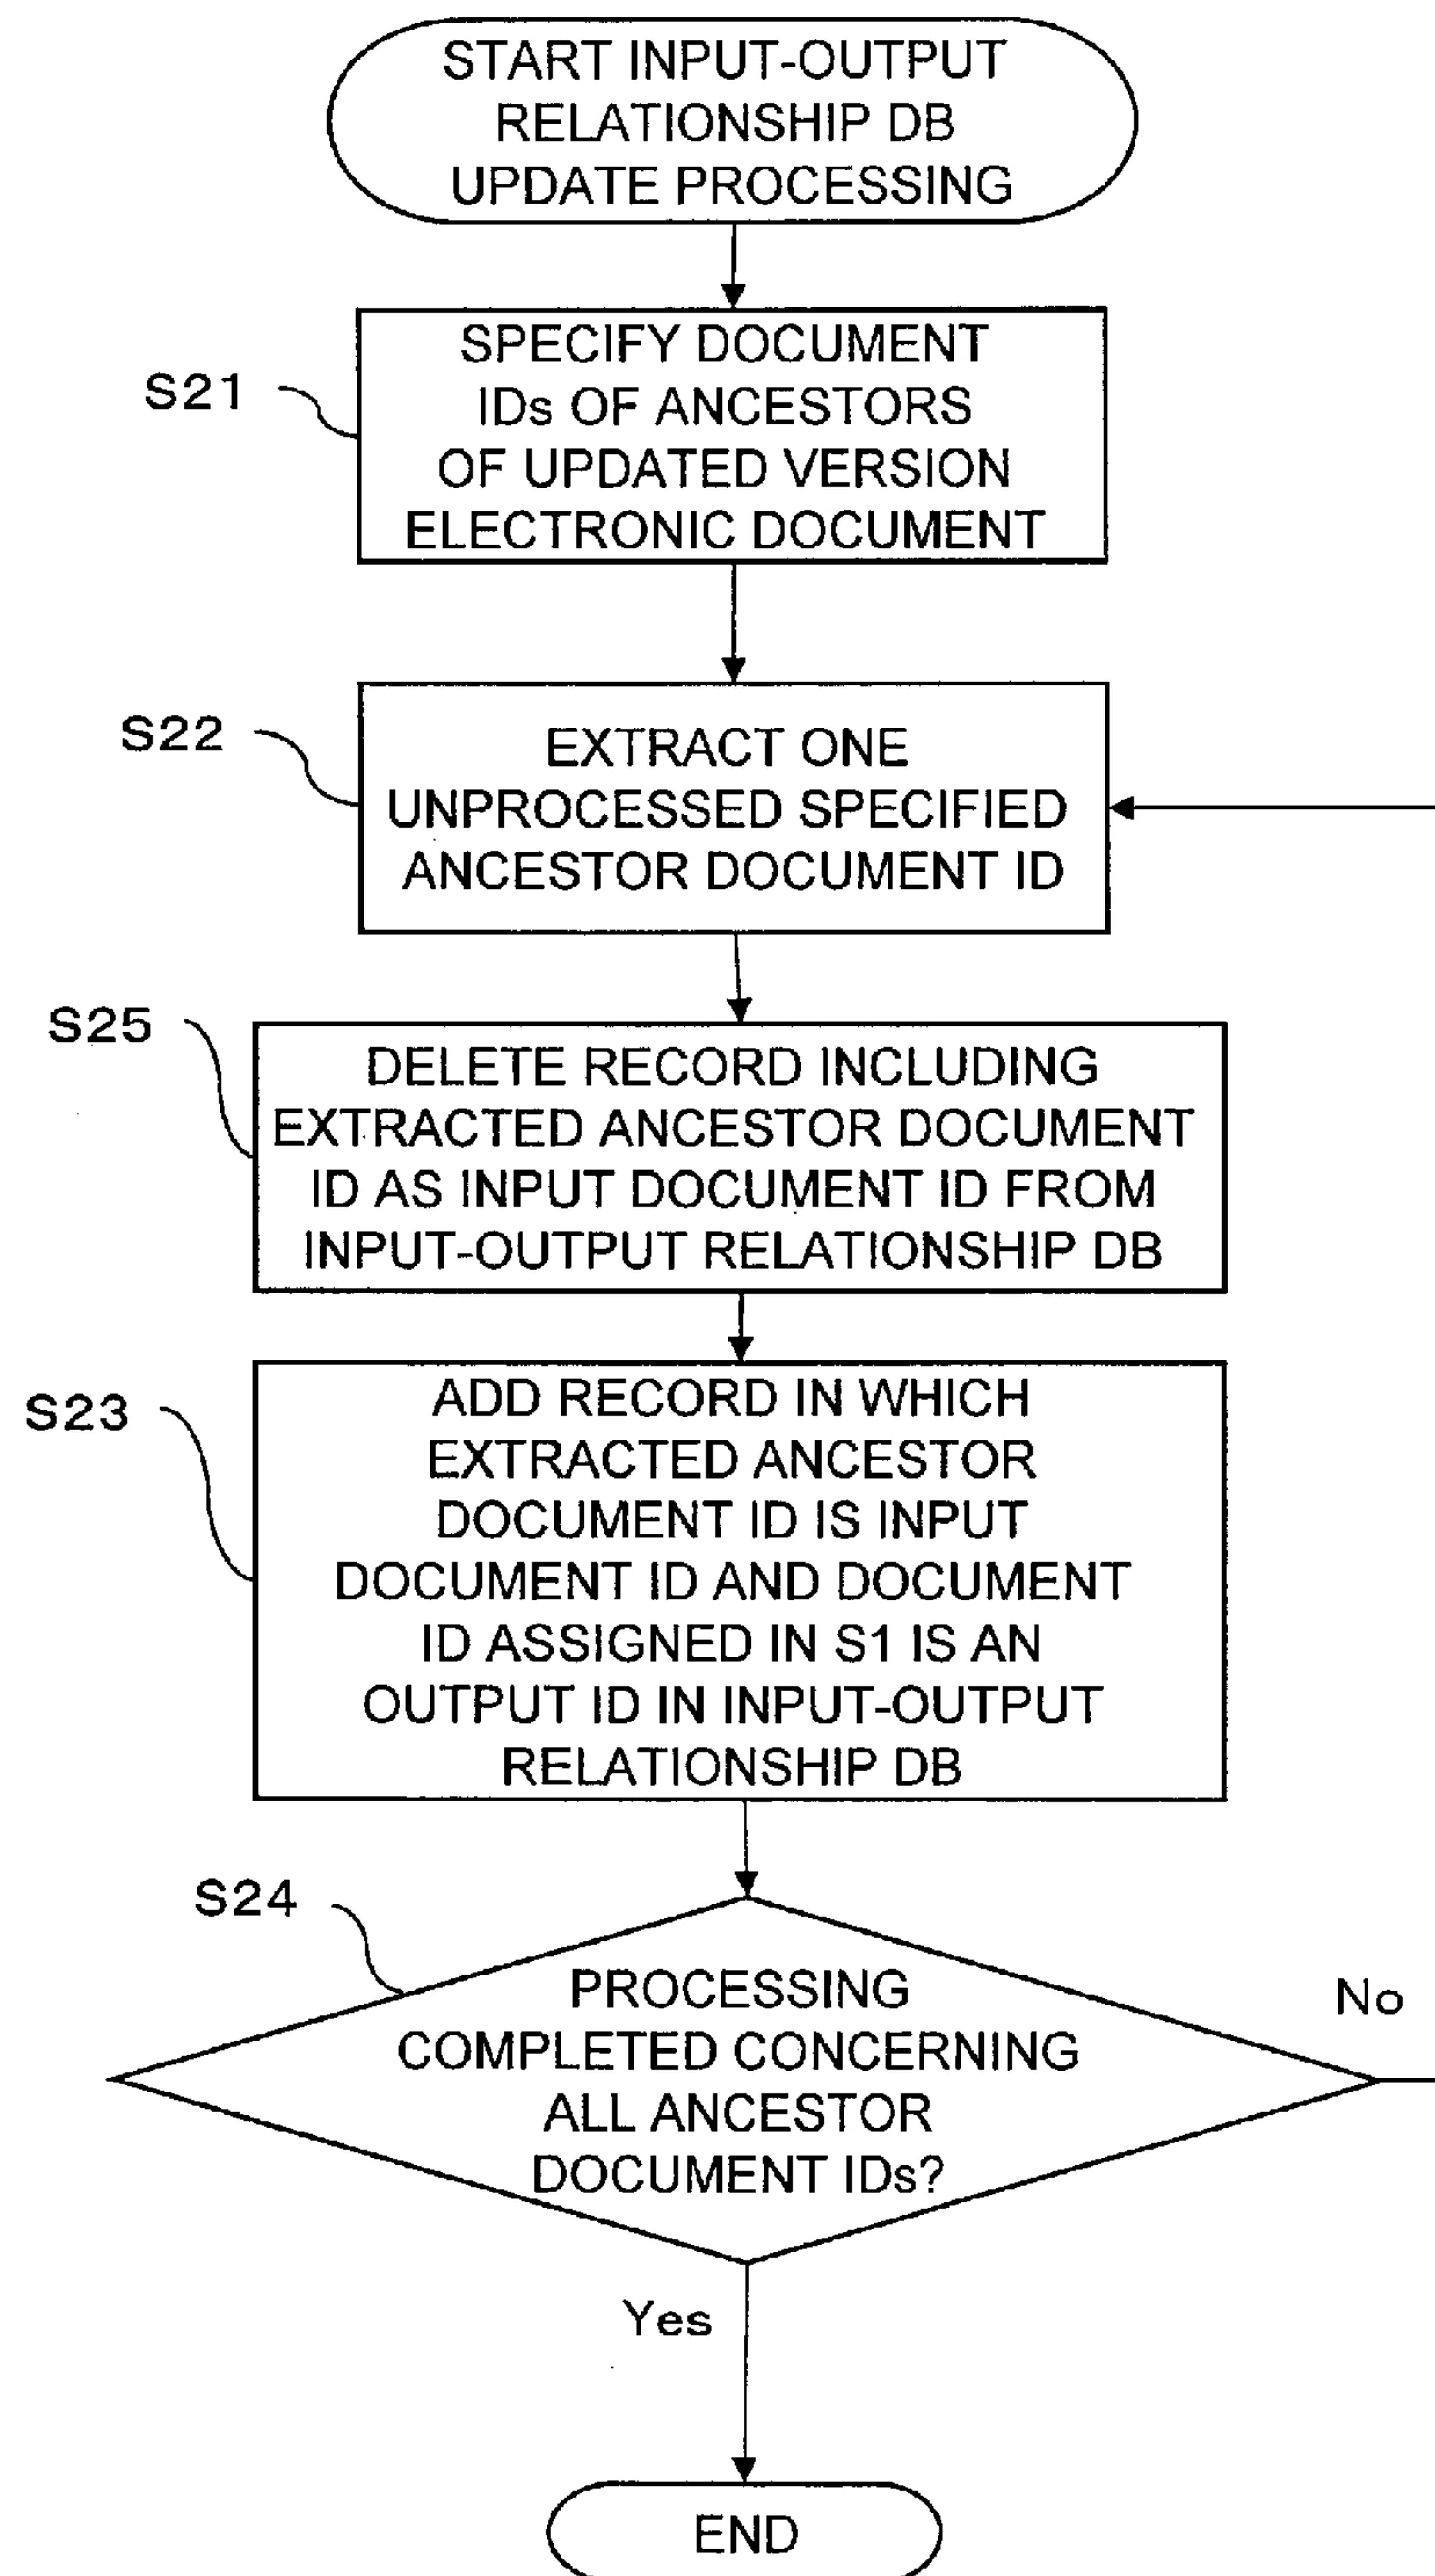 START INPUT-OUTPUT
RELATIONSHIP DB
UPDATE PROCESSING
S21
SPECIFY DOCUMENT
IDs OF ANCESTORS
OF UPDATED VERSION
ELECTRONIC DOCUMENT
S22
EXTRACT ONE
UNPROCESSED SPECIFIED
ANCESTOR DOCUMENT ID
S25
DELETE RECORD INCLUDING
EXTRACTED ANCESTOR DOCUMENT
ID AS INPUT DOCUMENT ID FROM
INPUT-OUTPUT RELATIONSHIP DB
S23
ADD RECORD IN WHICH
EXTRACTED ANCESTOR
DOCUMENT ID IS INPUT
DOCUMENT ID AND DOCUMENT
ID ASSIGNED IN S1 IS AN
OUTPUT ID IN INPUT-OUTPUT
RELATIONSHIP DB
S24
PROCESSING
COMPLETED CONCERNING
ALL ANCESTOR
DOCUMENT IDs?
No
Yes
END